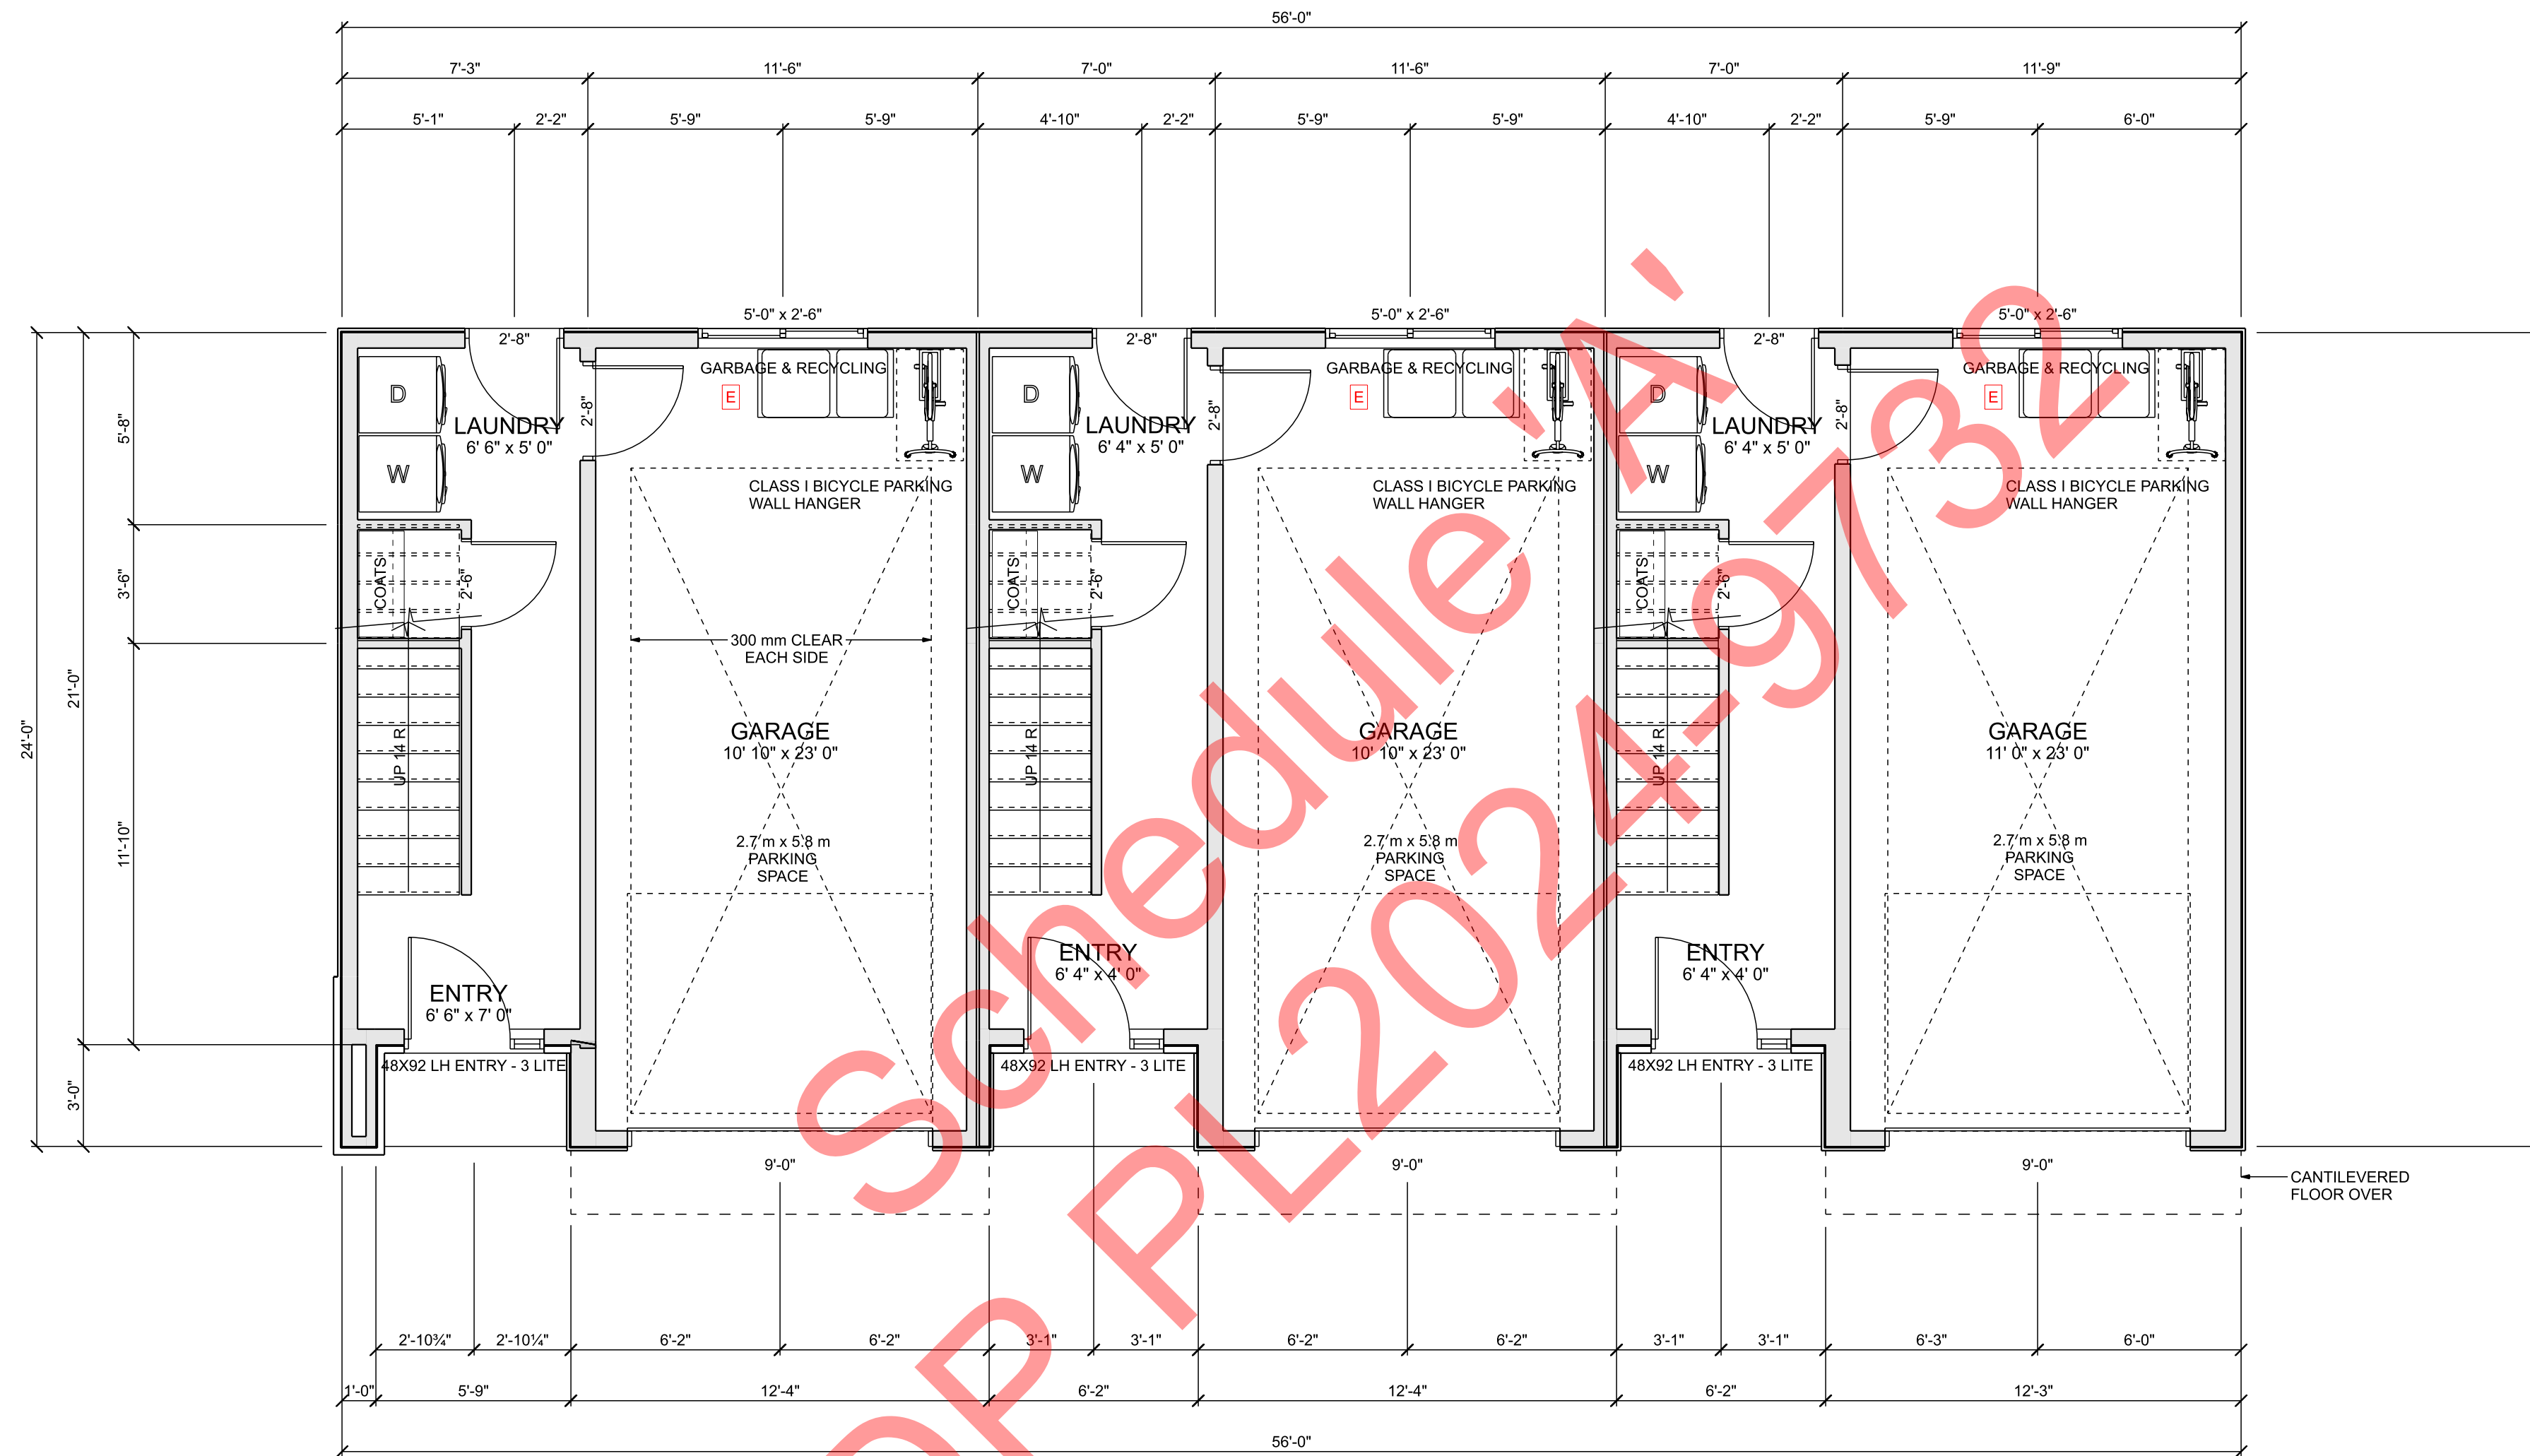 56'-0"
7'-3" 11'-6" 7'-0" 11'-6" 7'-0" 11'-9"
5'-1" 2'-2" 5'-9" 5'-9" 4'-10" 2'-2" 5'-9" 5'-9" 4'-10" 2'-2" 5'-9" 6'-0"
5'-0" x 2'-6" 5'-0" x 2'-6" 5'-0" x 2'-6"
2'-8" 2'-8" 2'-8"
GARBAGE & RECYCLING GARBAGE & RECYCLING GARBAGE & RECYCLING
D E D E D E
2'-8" 2'-8" 2'-8"
5'-8"
LAUNDRY LAUNDRY LAUNDRY
6' 6" x 5' 0" 6' 4" x 5' 0" 6' 4" x 5' 0"
W W W
CLASS I BICYCLE PARKING CLASS I BICYCLE PARKING CLASS I BICYCLE PARKING
WALL HANGER WALL HANGER WALL HANGER
3'-6"
COATS 2'-6" COATS 2'-6" COATS 2'-6"
300 mm CLEAR
EACH SIDE
21'-0"
24'-0"
GARAGE GARAGE GARAGE
10' 10" x 23' 0" 10' 10" x 23' 0" 11' 0" x 23' 0"
UP 14 R UP 14 R UP 14 R
11'-10"
2.7 m x 5.8 m 2.7 m x 5.8 m 2.7 m x 5.8 m
PARKING PARKING PARKING
SPACE SPACE SPACE
ENTRY ENTRY
6' 4" x 4' 0" 6' 4" x 4' 0"
ENTRY
6' 6" x 7' 0"
48X92 LH ENTRY - 3 LITE 48X92 LH ENTRY - 3 LITE 48X92 LH ENTRY - 3 LITE
3'-0"
9'-0" 9'-0" 9'-0"
CANTILEVERED
FLOOR OVER
2'-10¾" 2'-10¼" 6'-2" 6'-2" 3'-1" 3'-1" 6'-2" 6'-2" 3'-1" 3'-1" 6'-3" 6'-0"
1'-0" 5'-9" 12'-4" 6'-2" 12'-4" 6'-2" 12'-3"
56'-0"
Schedule 'A'
DP PL2024-9732